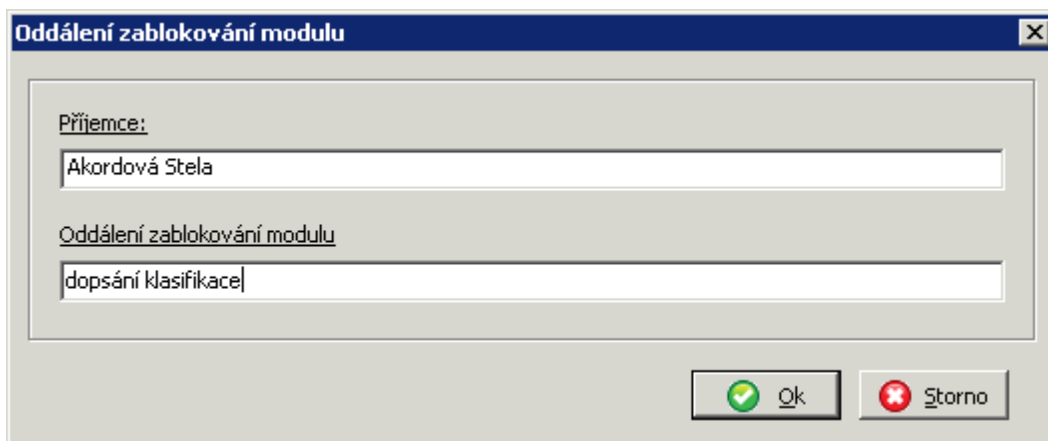 Oddálení zablokování modulu
Příjemce:
Akordová Stela
Oddálení zablokování modulu
dopsání klasifikace
Ok Storno